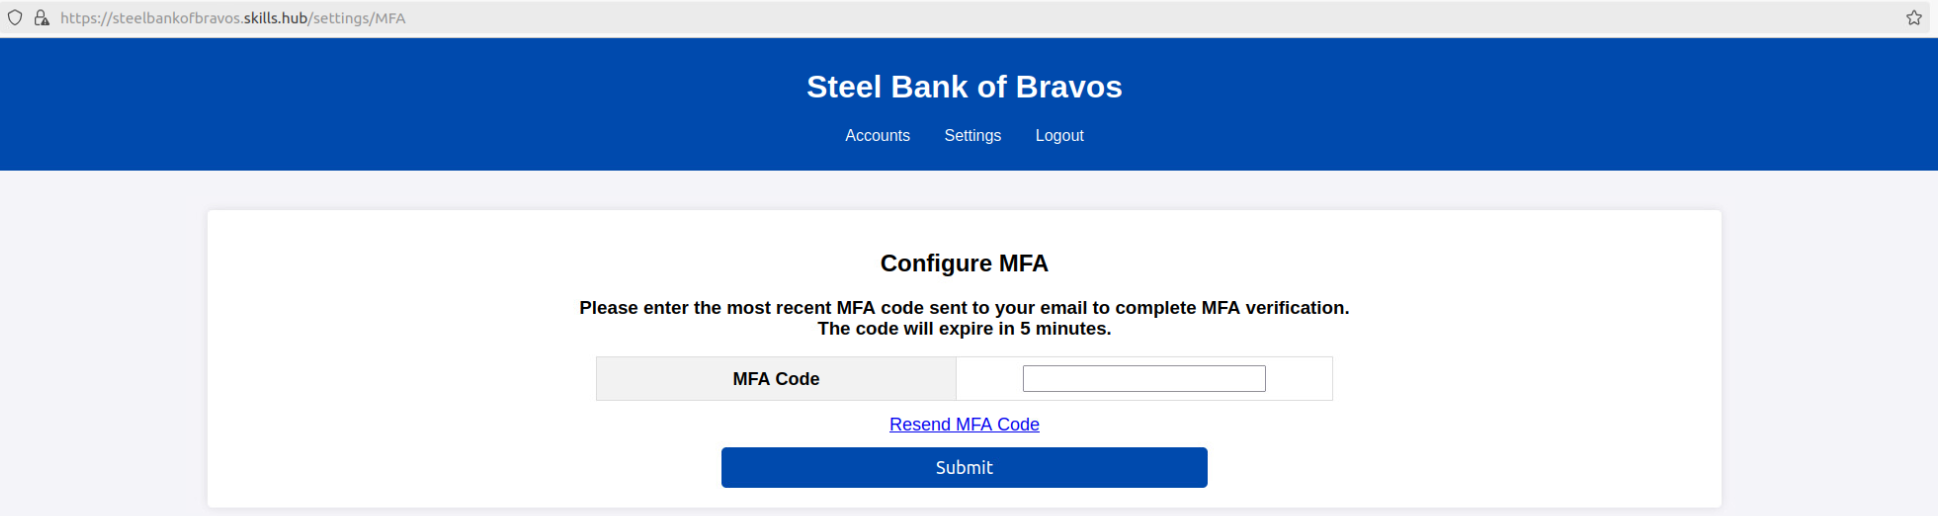 https://steelbankofbravos.skills.hub/settings/MFA
Steel Bank of Bravos
Accounts Settings Logout
Configure MFA
Please enter the most recent MFA code sent to your email to complete MFA verification.
The code will expire in 5 minutes.
MFA Code
Resend MFA Code
Submit